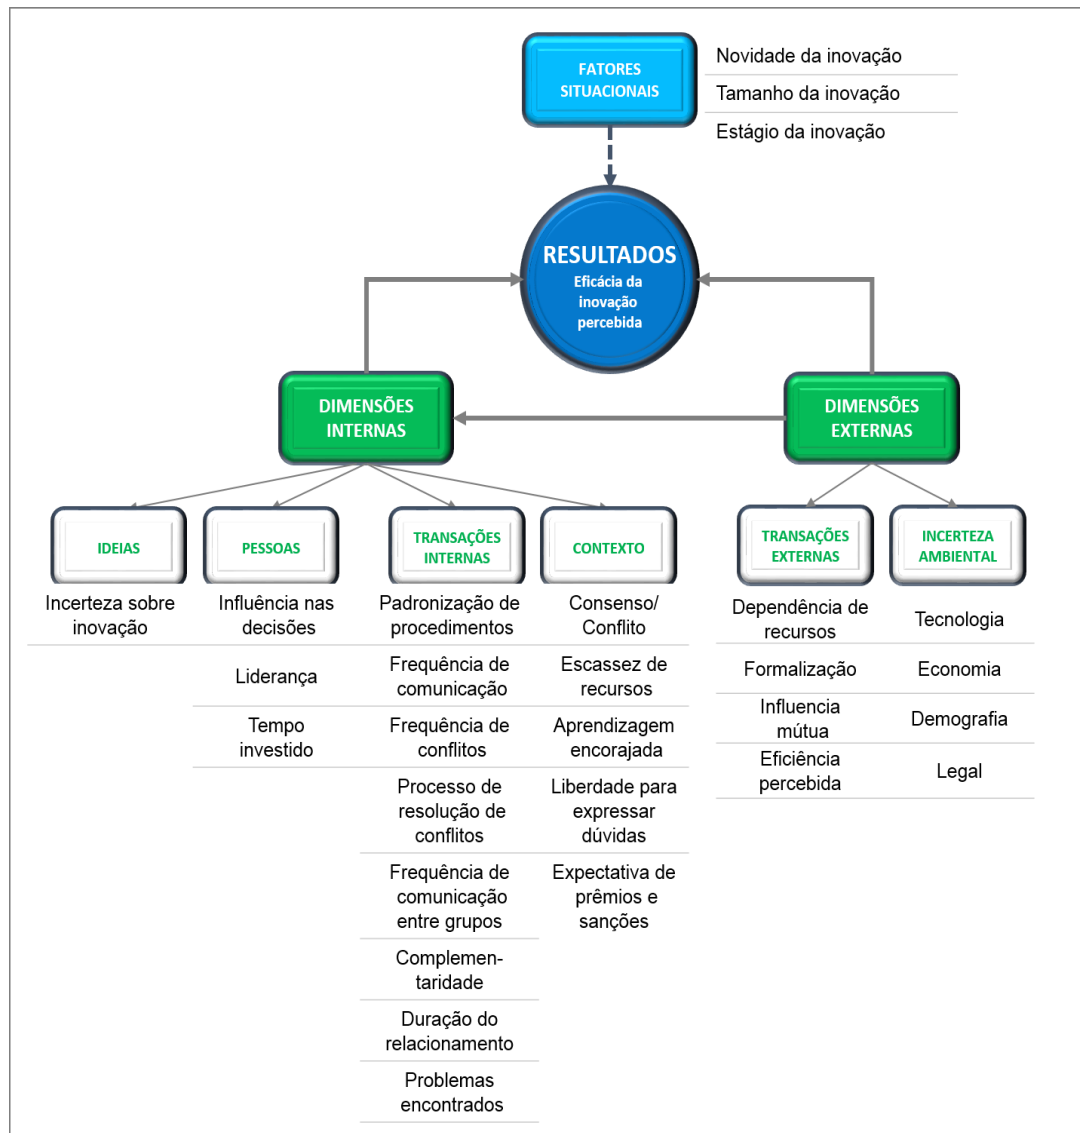 FATORES
SITUACIONAIS
Novidade da inovação
Tamanho da inovação
Estágio da inovação
RESULTADOS
Eficácia da
inovação
percebida
DIMENSÕES
INTERNAS
DIMENSÕES
EXTERNAS
IDEIAS
Incerteza sobre
inovação
PESSOAS
Influência nas
decisões
Liderança
Tempo
investido
TRANSAÇÕES
INTERNAS
Padronização de
procedimentos
Frequência de
comunicação
Frequência de
conflitos
Processo de
resolução de
conflitos
Frequência de
comunicação
entre grupos
Complemen-
taridade
Duração do
relacionamento
Problemas
encontrados
CONTEXTO
Consenso/
Conflito
Escassez de
recursos
Aprendizagem
encorajada
Liberdade para
expressar
dúvidas
Expectativa de
prêmios e
sanções
TRANSAÇÕES
EXTERNAS
Dependência de
recursos
Formalização
Influencia
mútua
Eficiência
percebida
INCERTEZA
AMBIENTAL
Tecnologia
Economia
Demografia
Legal